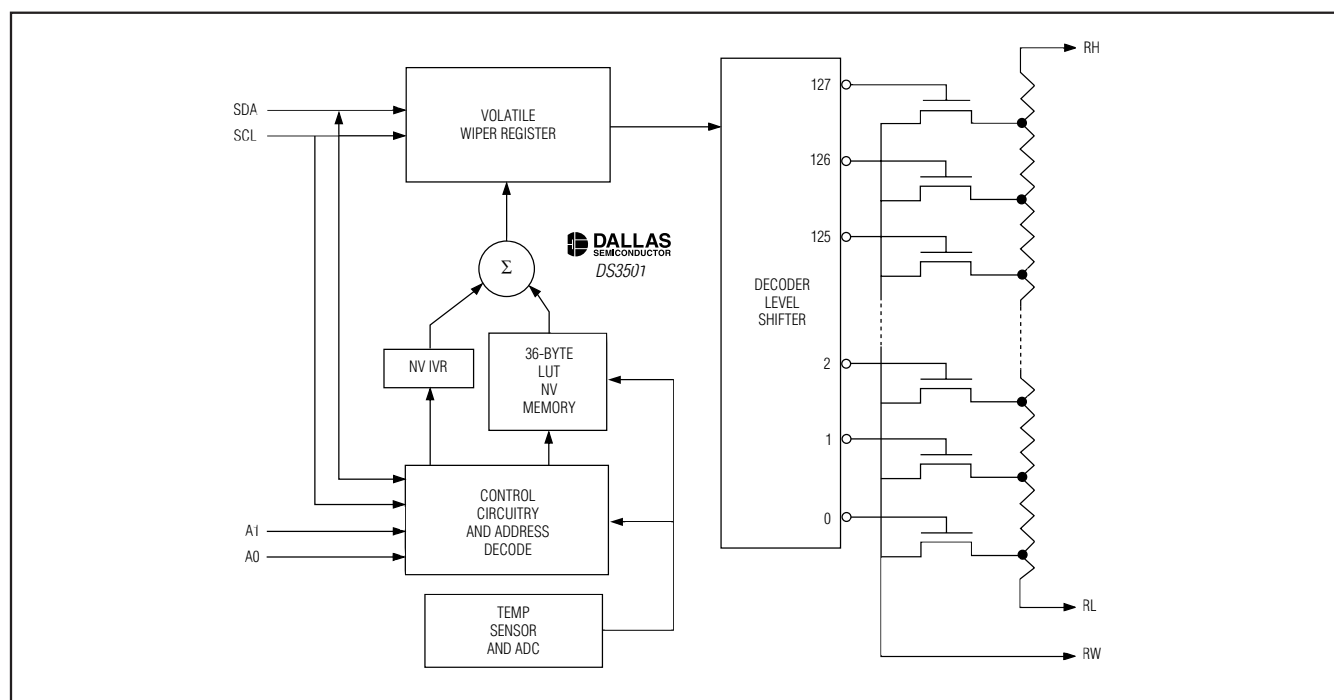 SDA
SCL
VOLATILE
WIPER REGISTER
DALLAS
SEMICONDUCTOR
DS3501
Σ
NV IVR
36-BYTE
LUT
NV
MEMORY
CONTROL
CIRCUITRY
AND ADDRESS
DECODE
A1
A0
TEMP
SENSOR
AND ADC
DECODER
LEVEL
SHIFTER
127
126
125
2
1
0
RH
RL
RW